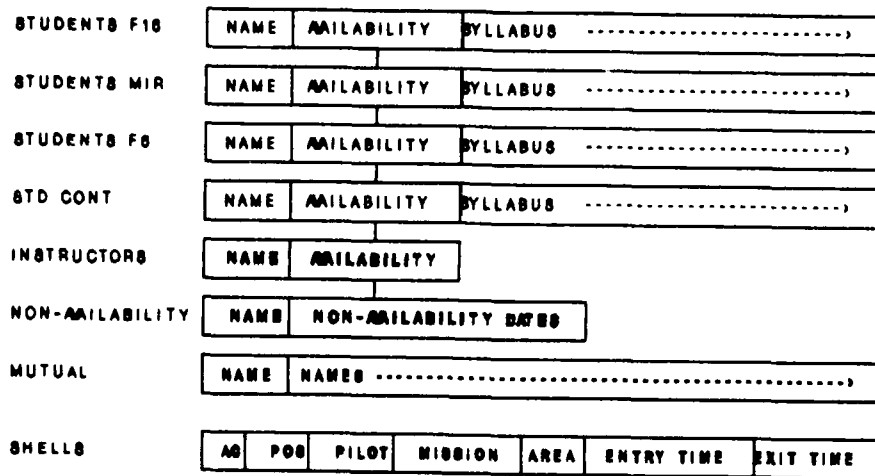 STUDENTS F16 NAME AVAILABILITY SYLLABUS
STUDENTS MIR NAME AVAILABILITY SYLLABUS
STUDENTS F5 NAME AVAILABILITY SYLLABUS
STD CONT NAME AVAILABILITY SYLLABUS
INSTRUCTORS NAME AVAILABILITY
NON-AVAILABILITY NAME NON-AVAILABILITY DATES
MUTUAL NAME NAMES
SHELLS AC POS PILOT MISSION AREA ENTRY TIME EXIT TIME